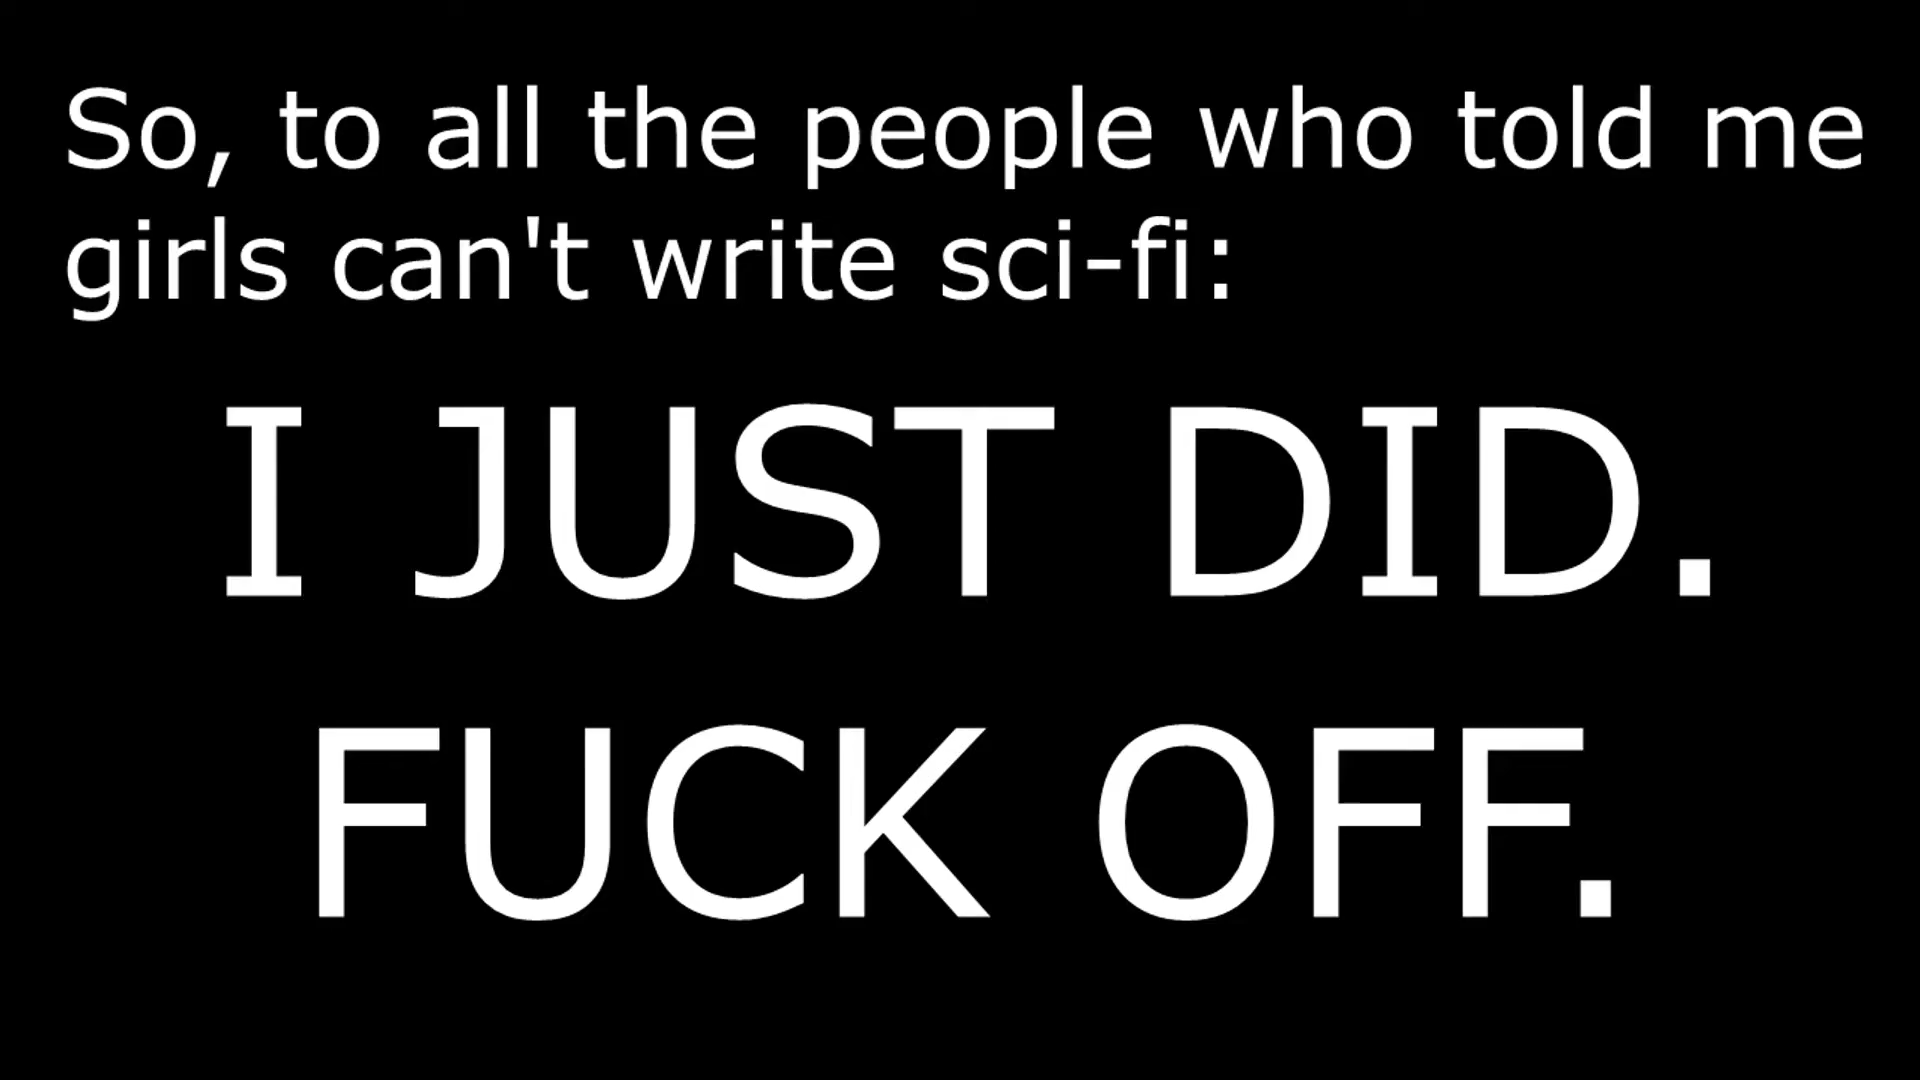 So, to all the people who told me
girls can't write sci-fi:
I JUST DID.
FUCK OFF.